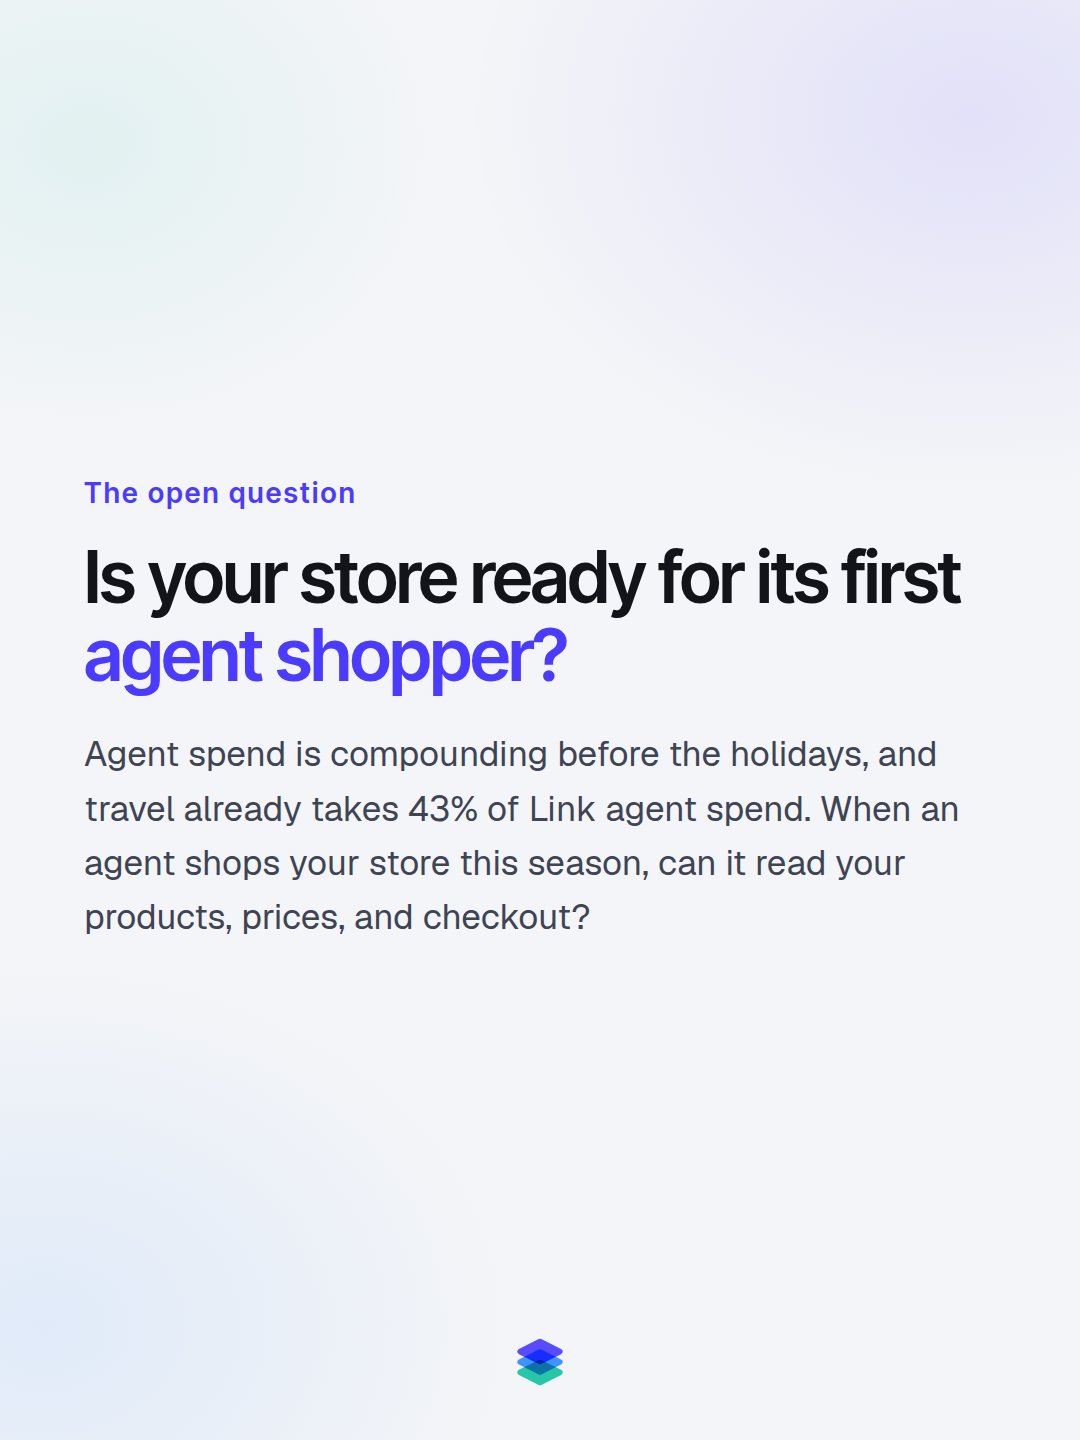 The open question
Is your store ready for its first
agent shopper?
Agent spend is compounding before the holidays, and
travel already takes 43% of Link agent spend. When an
agent shops your store this season, can it read your
products, prices, and checkout?